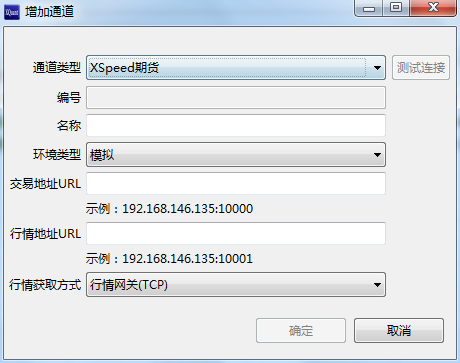 增加通道
通道类型 XSpeed期货 测试连接
编号
名称
环境类型 模拟
交易地址URL
示例：192.168.146.135:10000
行情地址URL
示例：192.168.146.135:10001
行情获取方式 行情网关(TCP)
确定 取消